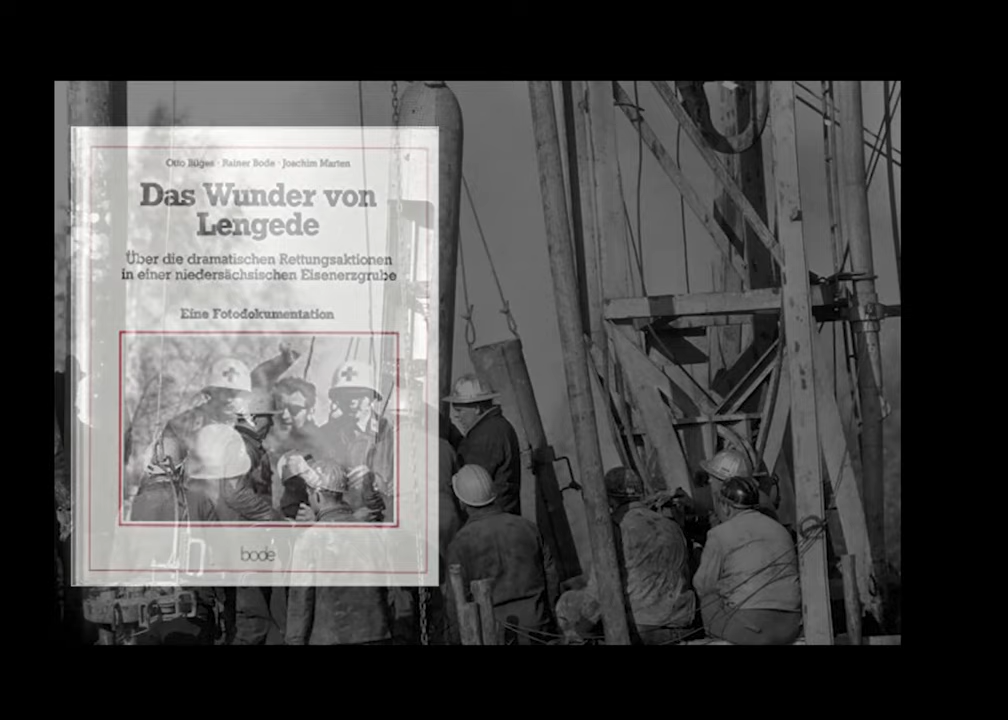 Otto Rüges · Rainer Bode · Joachim Marten
Das Wunder von
Lengede
Über die dramatischen Rettungsaktionen
in einer niedersächsischen Eisenerzgrube
Eine Fotodokumentation
bode